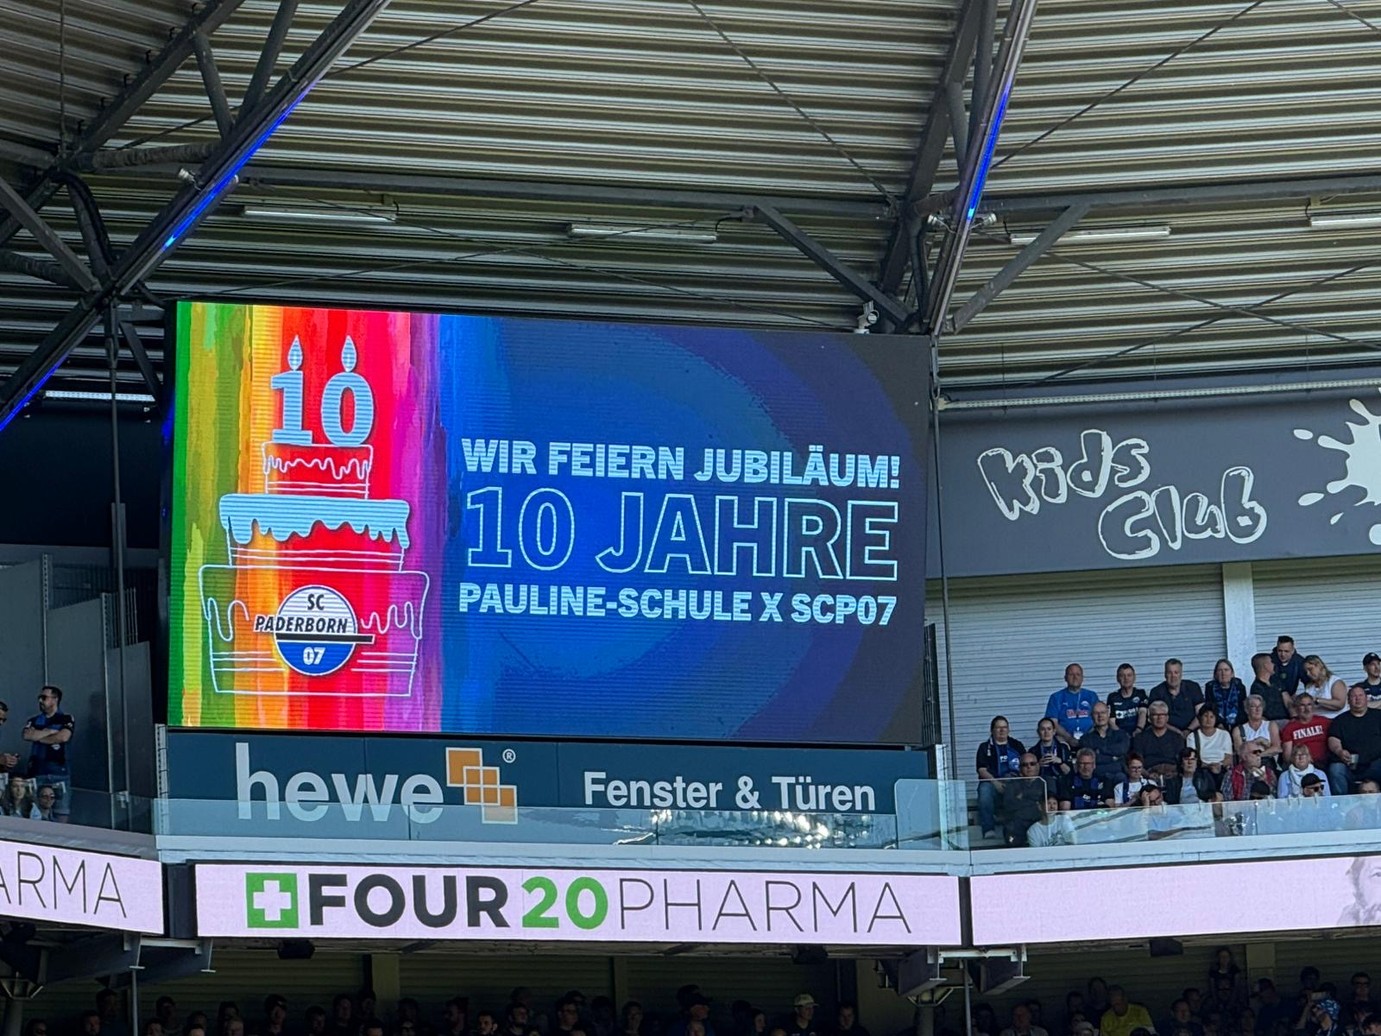 10
WIR FEIERN JUBILÄUM!
10 JAHRE
PAULINE-SCHULE X SCP07
SC
PADERBORN
07
Kids
Club
FINALE!
hewe®
Fenster & Türen
ARMA
FOUR20PHARMA